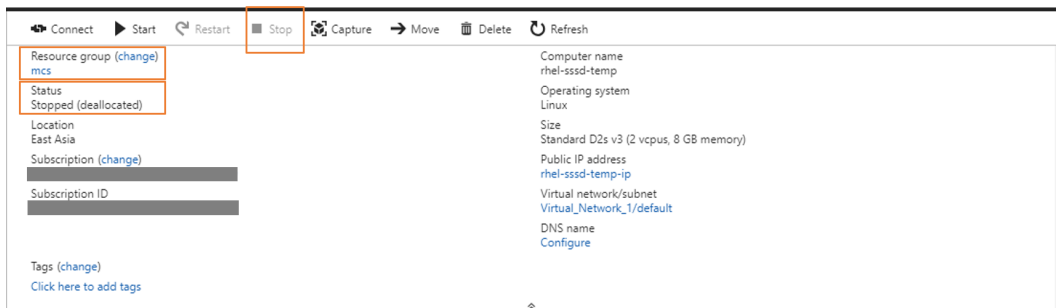 Connect Start Restart Stop Capture Move Delete Refresh
Resource group (change)
mcs
Status
Stopped (deallocated)
Location
East Asia
Subscription (change)
Subscription ID
Tags (change)
Click here to add tags
Computer name
rhel-sssd-temp
Operating system
Linux
Size
Standard D2s v3 (2 vcpus, 8 GB memory)
Public IP address
rhel-sssd-temp-ip
Virtual network/subnet
Virtual_Network_1/default
DNS name
Configure